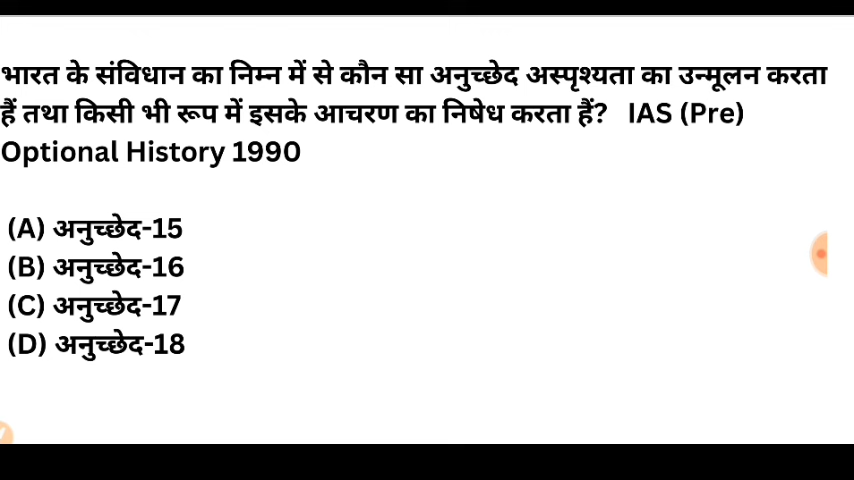 भारत के संविधान का निम्न में से कौन सा अनुच्छेद अस्पृश्यता का उन्मूलन करता
हैं तथा किसी भी रूप में इसके आचरण का निषेध करता हैं? IAS (Pre)
Optional History 1990
(A) अनुच्छेद-15
(B) अनुच्छेद-16
(C) अनुच्छेद-17
(D) अनुच्छेद-18